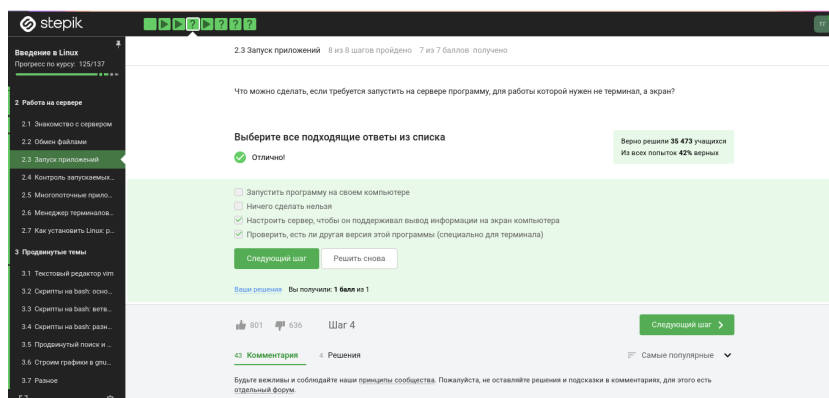 stepik
Введение в Linux
Прогресс по курсу: 125/137
2 Работа на сервере
2.1 Знакомство с сервером
2.2 Обмен файлами
2.3 Запуск приложений
2.4 Контроль запускаемых...
2.5 Многопоточные прило...
2.6 Менеджер терминалов...
2.7 Как установить Linux: р...
3 Продвинутые темы
3.1 Текстовый редактор vim
3.2 Скрипты на bash: осно...
3.3 Скрипты на bash: ветв...
3.4 Скрипты на bash: разн...
3.5 Продвинутый поиск и ...
3.6 Строим графики в gnu...
3.7 Разное
2.3 Запуск приложений 8 из 8 шагов пройдено 7 из 7 баллов получено
Что можно сделать, если требуется запустить на сервере программу, для работы которой нужен не терминал, а экран?
Выберите все подходящие ответы из списка
Отлично!
Верно решили 35 473 учащихся
Из всех попыток 42% верных
Запустить программу на своем компьютере
Ничего сделать нельзя
Настроить сервер, чтобы он поддерживал вывод информации на экран компьютера
Проверить, есть ли другая версия этой программы (специально для терминала)
Следующий шаг Решить снова
Ваши решения Вы получили: 1 балл из 1
801 636 Шаг 4 Следующий шаг
43 Комментария 4 Решения Самые популярные
Будьте вежливы и соблюдайте наши принципы сообщества. Пожалуйста, не оставляйте решения и подсказки в комментариях, для этого есть
отдельный форум.